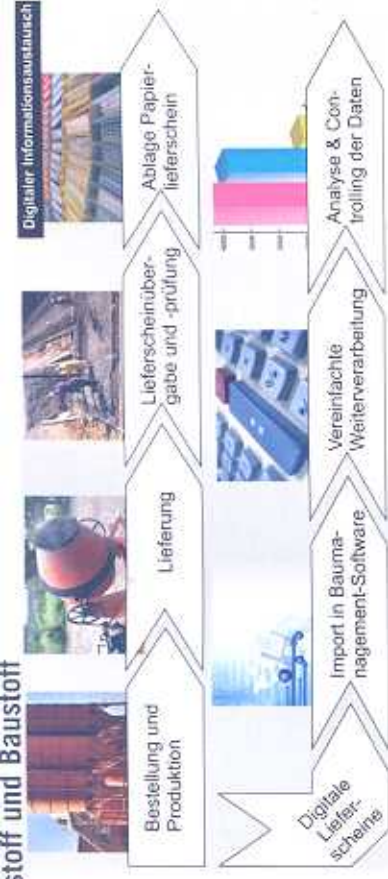 stoff und Baustoff
Digitaler Informationsaustausch
Bestellung und
Produktion
Lieferung
Lieferscheinüber-
gabe und -prüfung
Ablage Papier-
lieferschein
Digitale
Liefer-
scheine
Import in Bauma-
nagement-Software
Vereinfachte
Weiterverarbeitung
Analyse & Con-
trolling der Daten